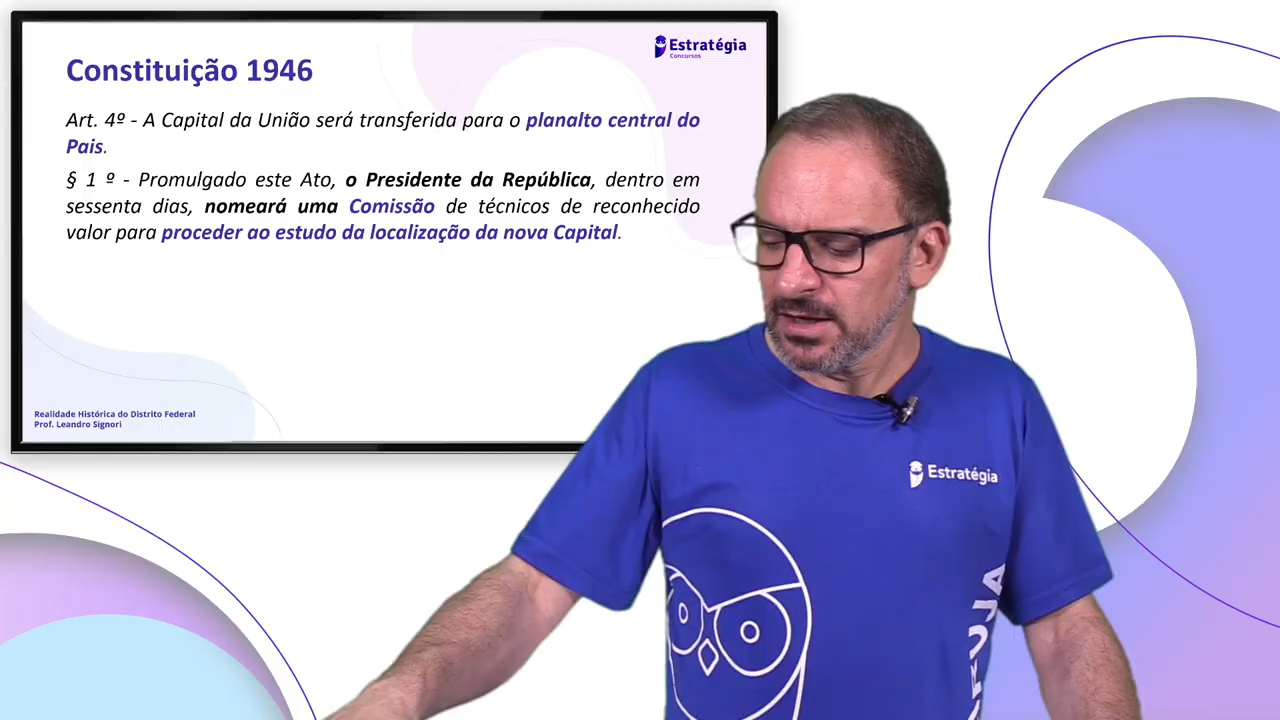 Estratégia
Concursos
Constituição 1946
Art. 4º - A Capital da União será transferida para o planalto central do
Pais.
§ 1 º - Promulgado este Ato, o Presidente da República, dentro em
sessenta dias, nomeará uma Comissão de técnicos de reconhecido
valor para proceder ao estudo da localização da nova Capital.
Realidade Histórica do Distrito Federal
Prof. Leandro Signori
Estratégia